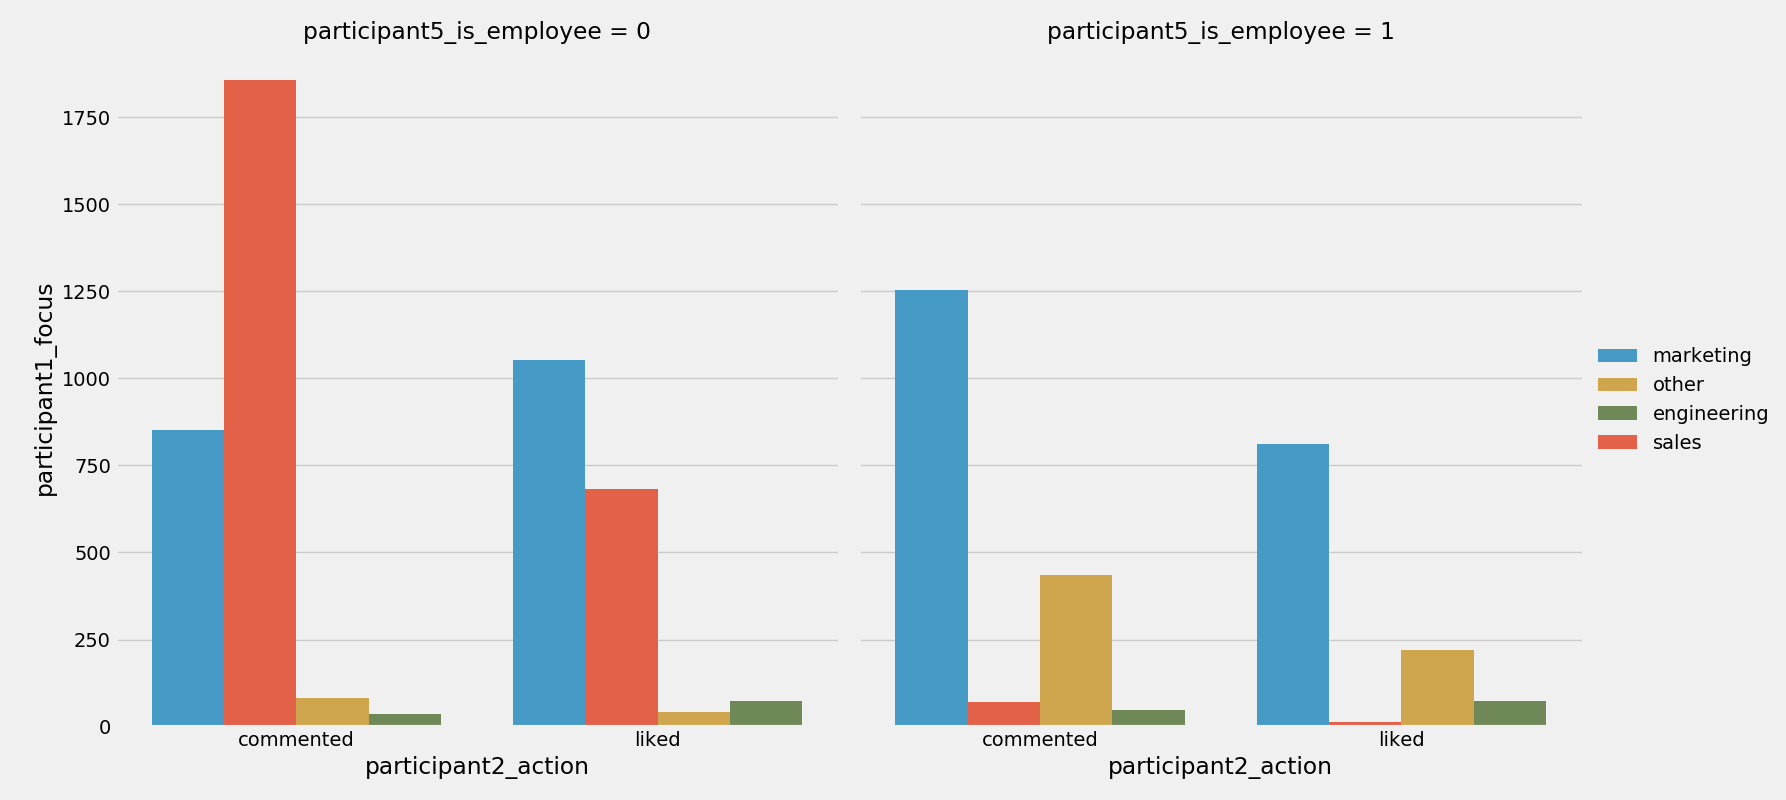 participant5_is_employee = 0
participant5_is_employee = 1
participant1_focus
1750
1500
1250
1000
750
500
250
0
commented
liked
commented
liked
participant2_action
participant2_action
marketing
other
engineering
sales